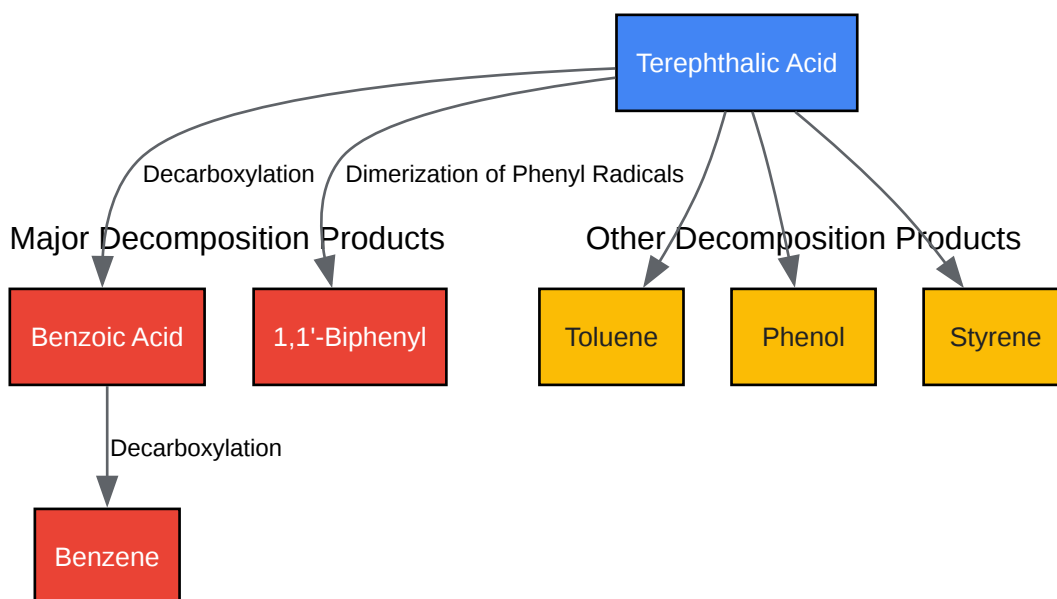 Terephthalic Acid
Decarboxylation
Dimerization of Phenyl Radicals
Major Decomposition Products
Other Decomposition Products
Benzoic Acid
1,1'-Biphenyl
Toluene
Phenol
Styrene
Decarboxylation
Benzene